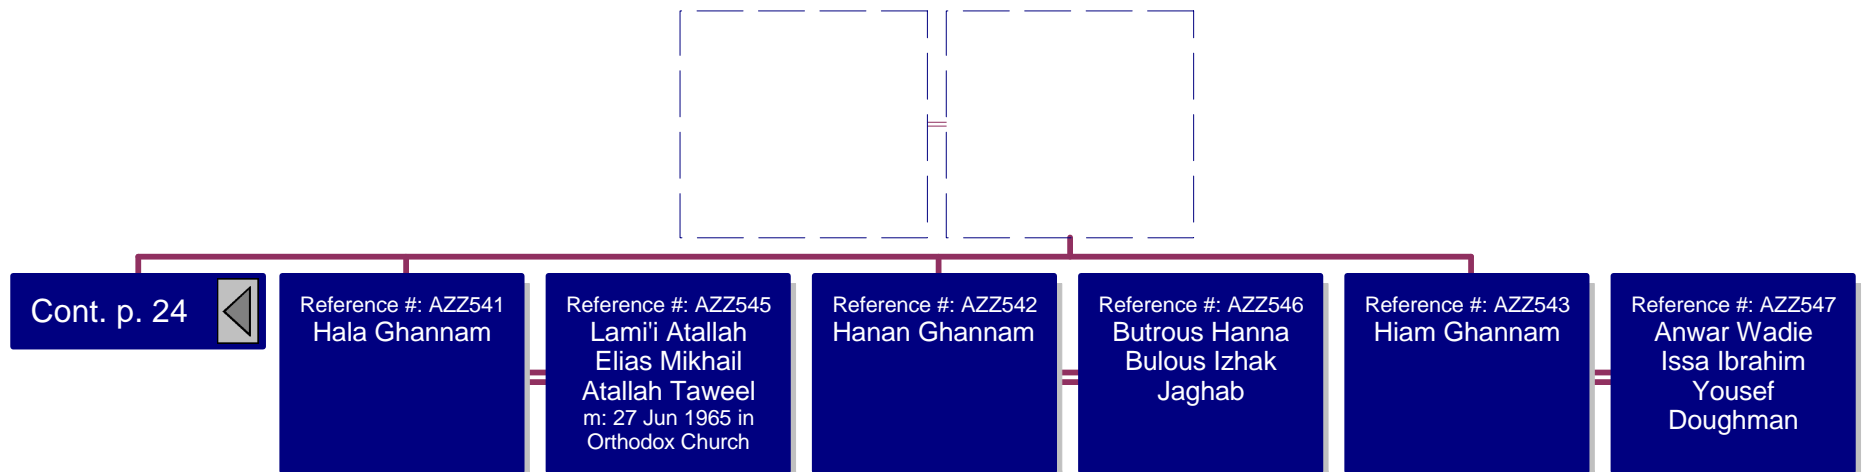 Cont. p. 24
Reference #: AZZ541
Hala Ghannam
Reference #: AZZ545
Lami'i Atallah
Elias Mikhail
Atallah Taweel
m: 27 Jun 1965 in
Orthodox Church
Reference #: AZZ542
Hanan Ghannam
Reference #: AZZ546
Butrous Hanna
Bulous Izhak
Jaghab
Reference #: AZZ543
Hiam Ghannam
Reference #: AZZ547
Anwar Wadie
Issa Ibrahim
Yousef
Doughman